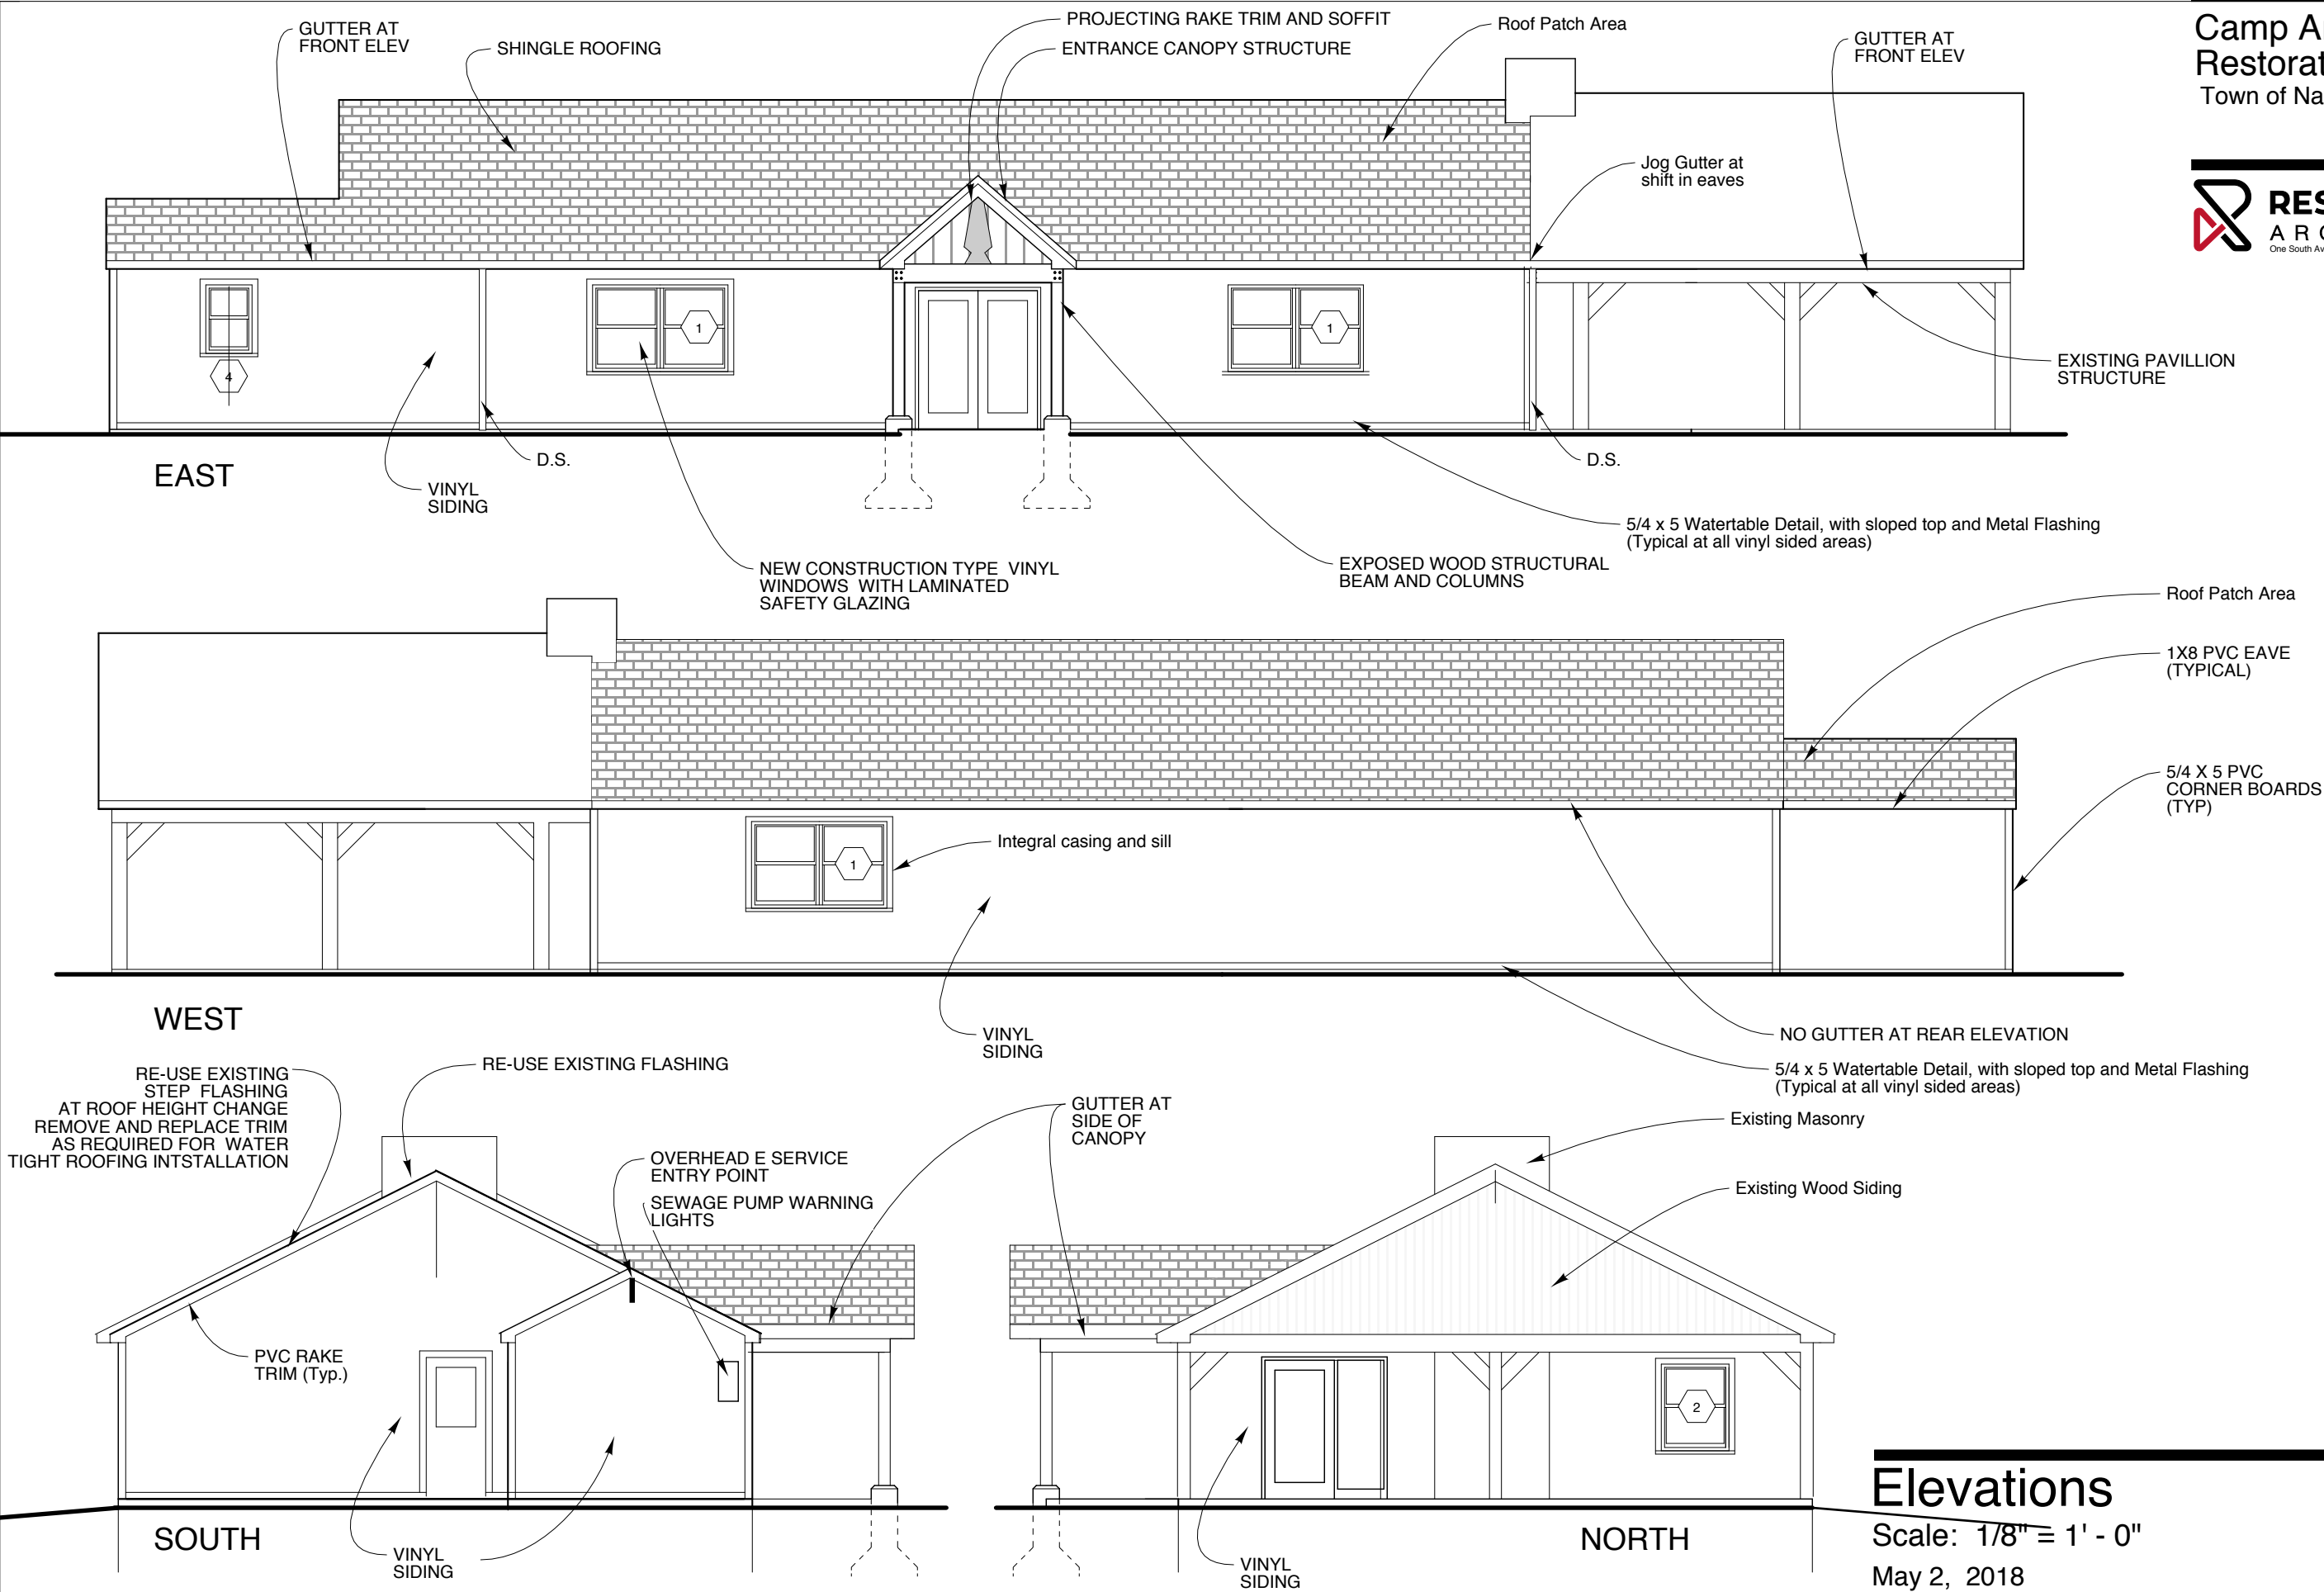 GUTTER AT
FRONT ELEV
SHINGLE ROOFING
PROJECTING RAKE TRIM AND SOFFIT
ENTRANCE CANOPY STRUCTURE
Roof Patch Area
GUTTER AT
FRONT ELEV
Jog Gutter at
shift in eaves
1
1
4
EXISTING PAVILLION
STRUCTURE
EAST
D.S.
VINYL
SIDING
D.S.
5/4 x 5 Watertable Detail, with sloped top and Metal Flashing
(Typical at all vinyl sided areas)
NEW CONSTRUCTION TYPE VINYL
WINDOWS WITH LAMINATED
SAFETY GLAZING
EXPOSED WOOD STRUCTURAL
BEAM AND COLUMNS
Roof Patch Area
1X8 PVC EAVE
(TYPICAL)
5/4 X 5 PVC
CORNER BOARDS
(TYP)
Integral casing and sill
1
WEST
VINYL
SIDING
NO GUTTER AT REAR ELEVATION
5/4 x 5 Watertable Detail, with sloped top and Metal Flashing
(Typical at all vinyl sided areas)
RE-USE EXISTING
STEP FLASHING
AT ROOF HEIGHT CHANGE
REMOVE AND REPLACE TRIM
AS REQUIRED FOR WATER
TIGHT ROOFING INTSTALLATION
RE-USE EXISTING FLASHING
OVERHEAD E SERVICE
ENTRY POINT
SEWAGE PUMP WARNING
LIGHTS
GUTTER AT
SIDE OF
CANOPY
Existing Masonry
Existing Wood Siding
PVC RAKE
TRIM (Typ.)
2
SOUTH
VINYL
SIDING
VINYL
SIDING
NORTH
Camp A
Restorat
Town of Na
RES
ARC
One South Av
Elevations
Scale: 1/8" = 1' - 0"
May 2, 2018